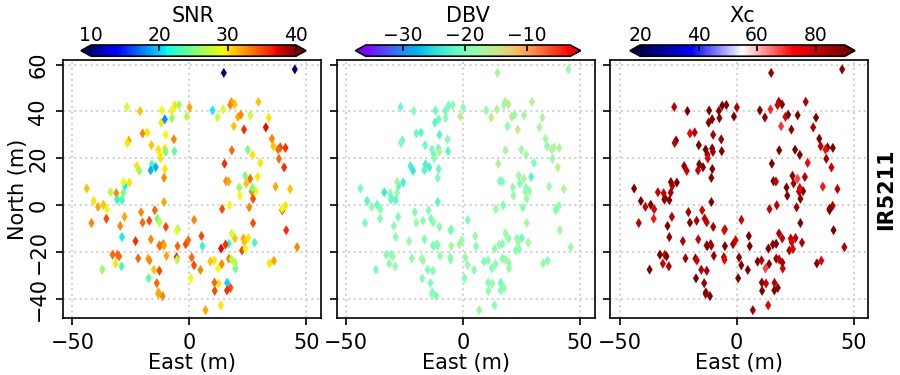 SNR DBV Xc
10 20 30 40 −30 −20 −10 20 40 60 80
60
40
20
0
−20
−40
North (m)
IR5211
−50 0 50 −50 0 50 −50 0 50
East (m) East (m) East (m)